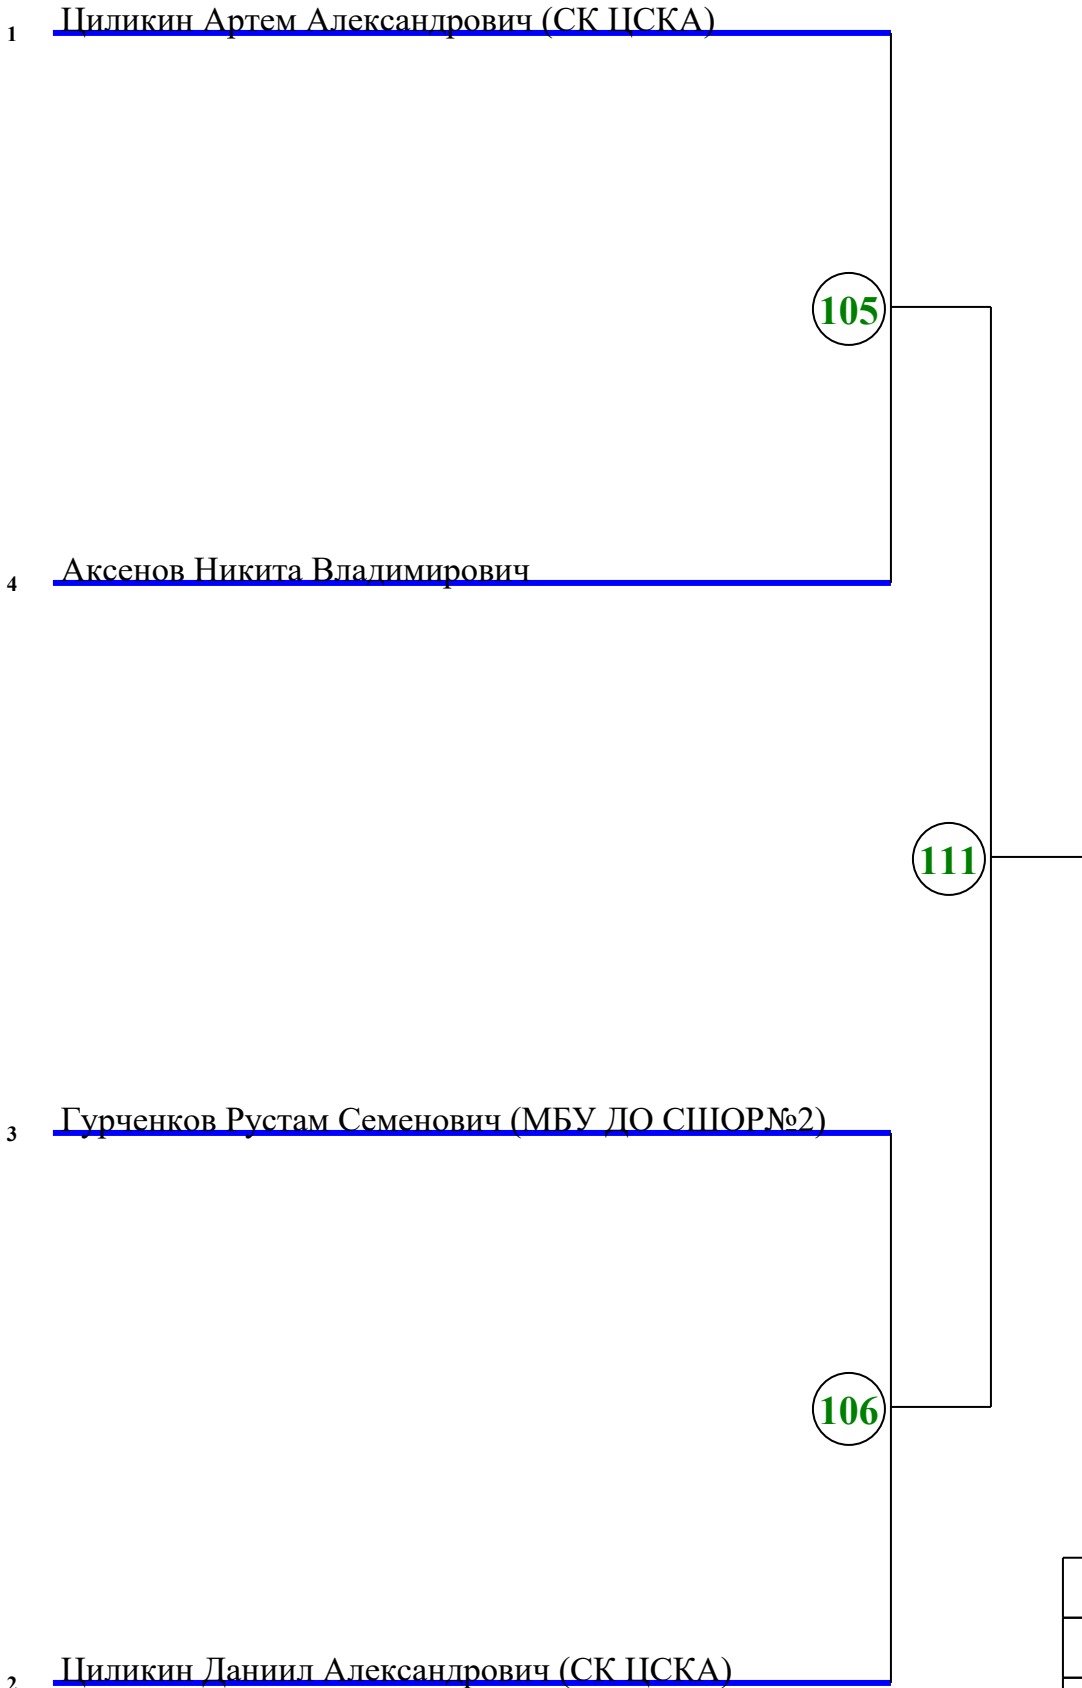 1 Циликин Артем Александрович (СК ЦСКА)
105
4 Аксенов Никита Владимирович
111
3 Гурченков Рустам Семенович (МБУ ДО СШОР№2)
106
2 Циликин Даниил Александрович (СК ЦСКА)